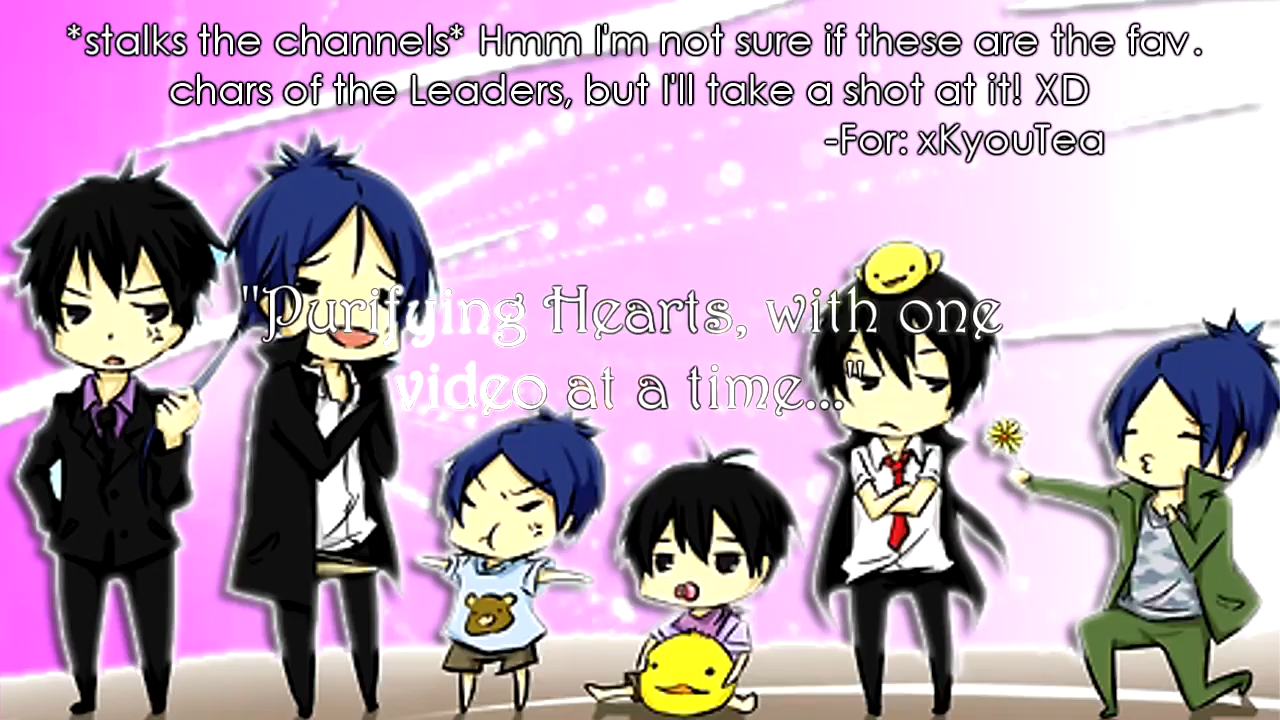 *stalks the channels* Hmm I'm not sure if these are the fav.
chars of the Leaders, but I'll take a shot at it! XD
-For: xKyouTea
"Purifying Hearts, with one
video at a time..."